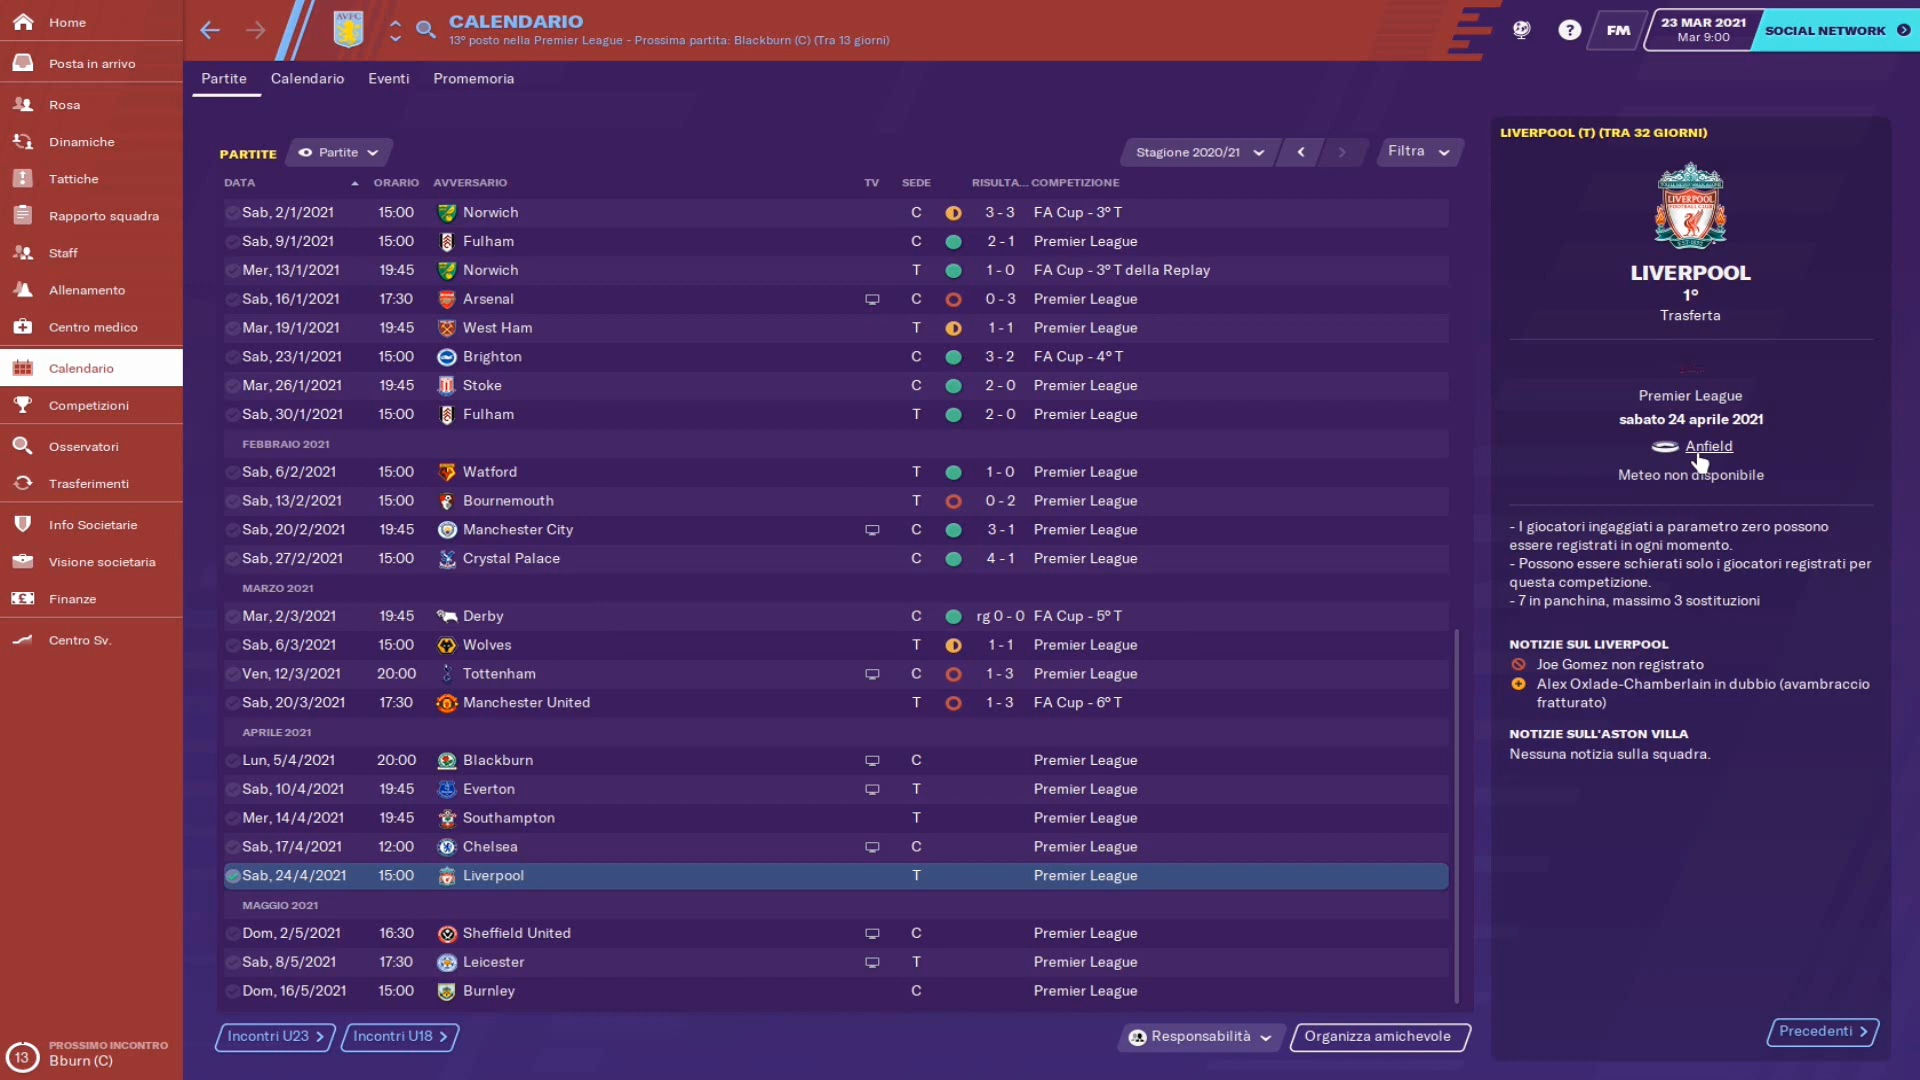 Home
Posta in arrivo
Rosa
Dinamiche
Tattiche
Rapporto squadra
Staff
Allenamento
Centro medico
Calendario
Competizioni
Osservatori
Trasferimenti
Info Societarie
Visione societaria
Finanze
Centro Sv.
13 PROSSIMO INCONTRO
Bburn (C)
AVFC
CALENDARIO
13° posto nella Premier League - Prossima partita: Blackburn (C) (Tra 13 giorni)
? FM 23 MAR 2021
Mar 9:00
SOCIAL NETWORK
Partite Calendario Eventi Promemoria
PARTITE Partite Stagione 2020/21 Filtra
DATA ORARIO AVVERSARIO TV SEDE RISULTA... COMPETIZIONE
Sab, 2/1/2021 15:00 Norwich C 3 - 3 FA Cup - 3° T
Sab, 9/1/2021 15:00 Fulham C 2 - 1 Premier League
Mer, 13/1/2021 19:45 Norwich T 1 - 0 FA Cup - 3° T della Replay
Sab, 16/1/2021 17:30 Arsenal C 0 - 3 Premier League
Mar, 19/1/2021 19:45 West Ham T 1 - 1 Premier League
Sab, 23/1/2021 15:00 Brighton C 3 - 2 FA Cup - 4° T
Mar, 26/1/2021 19:45 Stoke C 2 - 0 Premier League
Sab, 30/1/2021 15:00 Fulham T 2 - 0 Premier League
FEBBRAIO 2021
Sab, 6/2/2021 15:00 Watford T 1 - 0 Premier League
Sab, 13/2/2021 15:00 Bournemouth T 0 - 2 Premier League
Sab, 20/2/2021 19:45 Manchester City C 3 - 1 Premier League
Sab, 27/2/2021 15:00 Crystal Palace C 4 - 1 Premier League
MARZO 2021
Mar, 2/3/2021 19:45 Derby C rg 0 - 0 FA Cup - 5° T
Sab, 6/3/2021 15:00 Wolves T 1 - 1 Premier League
Ven, 12/3/2021 20:00 Tottenham C 1 - 3 Premier League
Sab, 20/3/2021 17:30 Manchester United T 1 - 3 FA Cup - 6° T
APRILE 2021
Lun, 5/4/2021 20:00 Blackburn C Premier League
Sab, 10/4/2021 19:45 Everton T Premier League
Mer, 14/4/2021 19:45 Southampton T Premier League
Sab, 17/4/2021 12:00 Chelsea C Premier League
Sab, 24/4/2021 15:00 Liverpool T Premier League
MAGGIO 2021
Dom, 2/5/2021 16:30 Sheffield United C Premier League
Sab, 8/5/2021 17:30 Leicester T Premier League
Dom, 16/5/2021 15:00 Burnley C Premier League
Incontri U23 Incontri U18 Responsabilità Organizza amichevole
LIVERPOOL (T) (TRA 32 GIORNI)
LIVERPOOL
LIVERPOOL
1°
Trasferta
Premier League
sabato 24 aprile 2021
Anfield
Meteo non disponibile
- I giocatori ingaggiati a parametro zero possono
essere registrati in ogni momento.
- Possono essere schierati solo i giocatori registrati per
questa competizione.
- 7 in panchina, massimo 3 sostituzioni
NOTIZIE SUL LIVERPOOL
Joe Gomez non registrato
Alex Oxlade-Chamberlain in dubbio (avambraccio
fratturato)
NOTIZIE SULL'ASTON VILLA
Nessuna notizia sulla squadra.
Precedenti